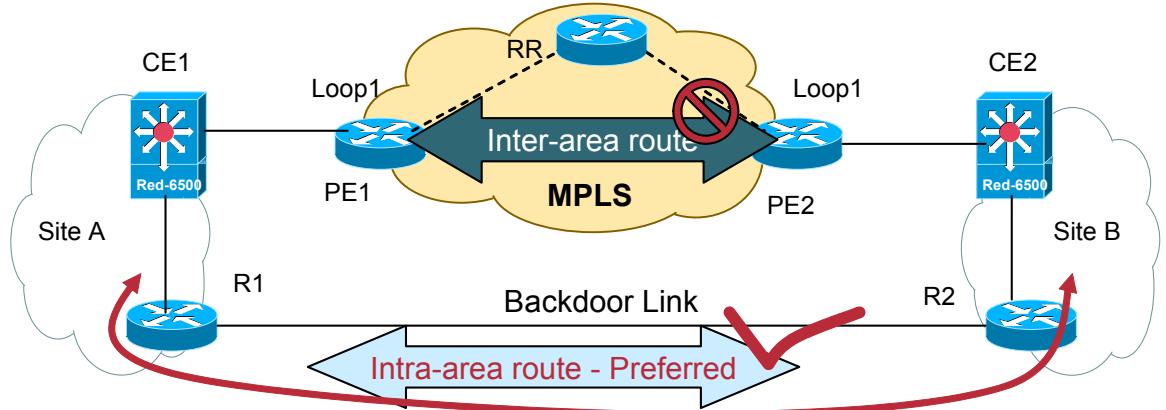 RR
CE1
CE2
Loop1
Loop1
Inter-area route
Red-6500
Red-6500
PE1
MPLS
PE2
Site A
Site B
R1
Backdoor Link
R2
Intra-area route - Preferred